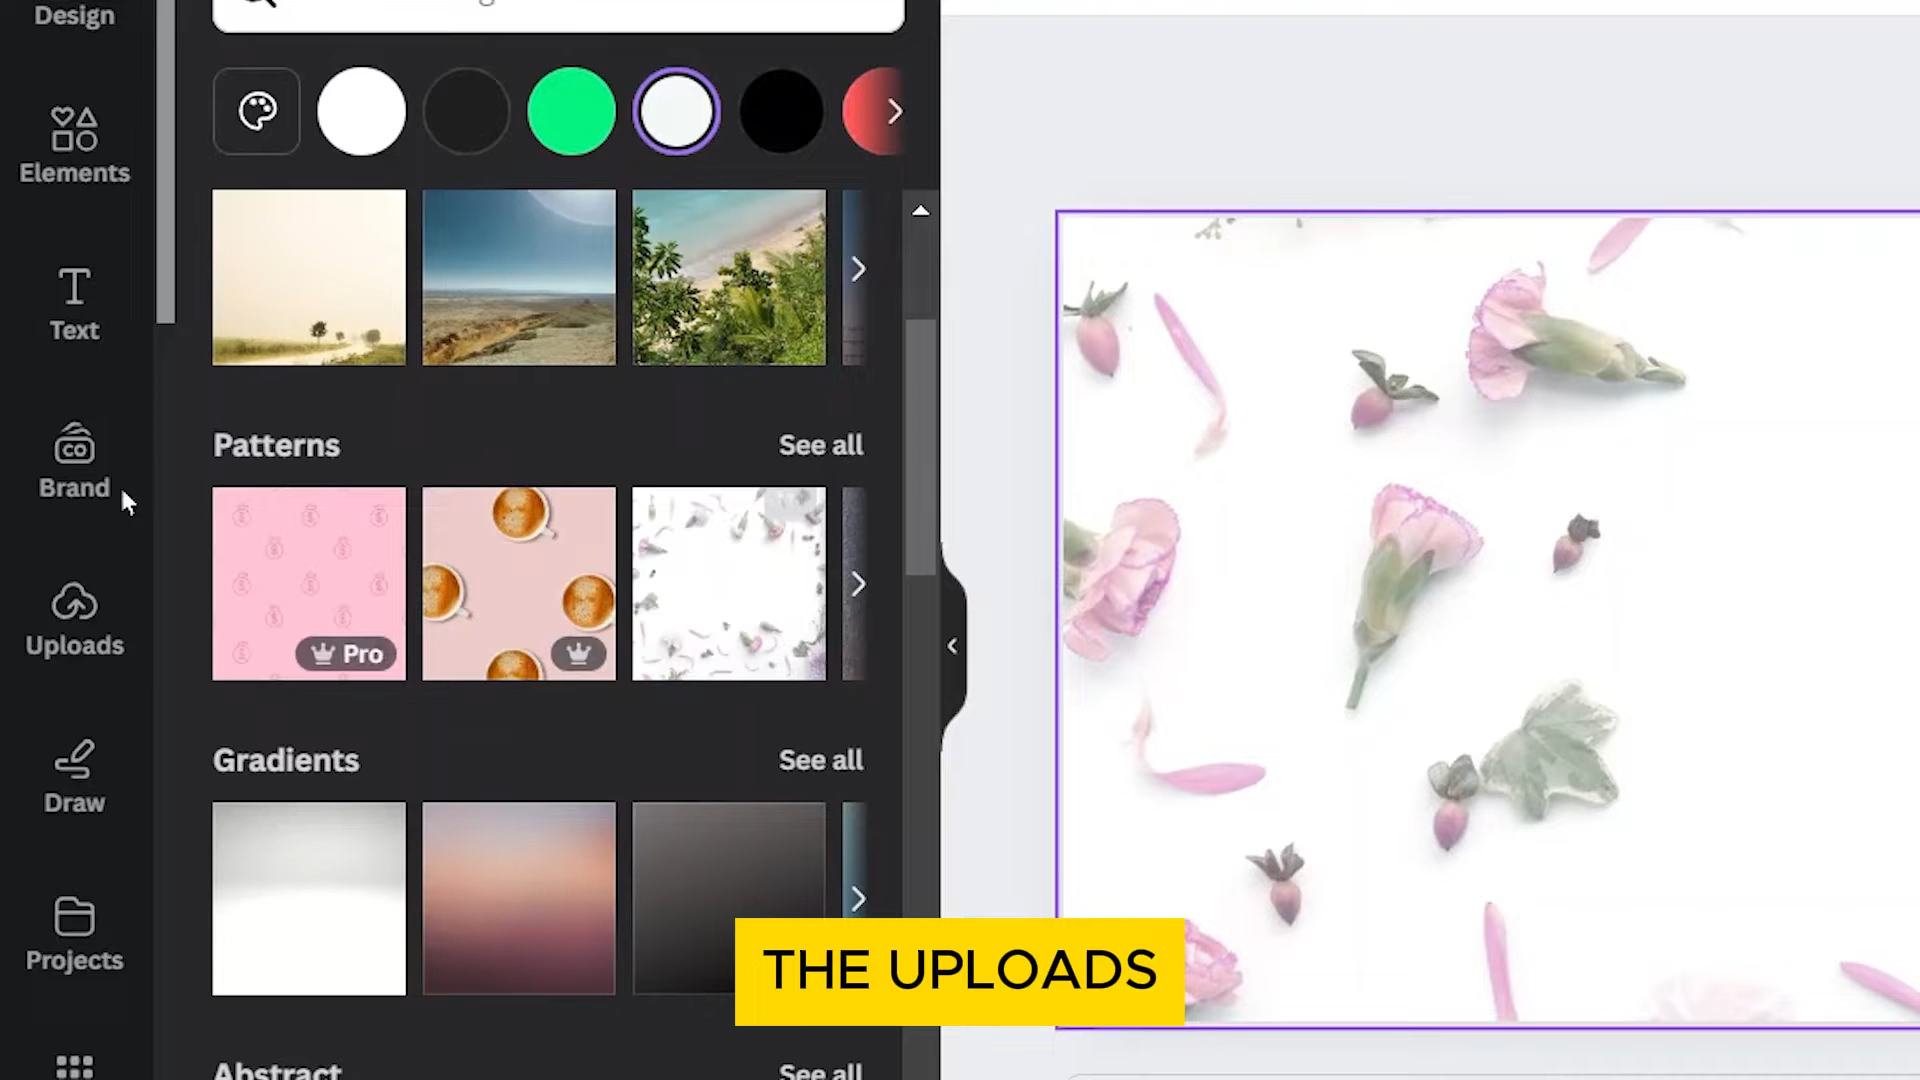 Design
Elements
Text
CO
Brand
Uploads
Draw
Projects
Patterns
See all
Pro
Gradients
See all
Abstract
See all
THE UPLOADS